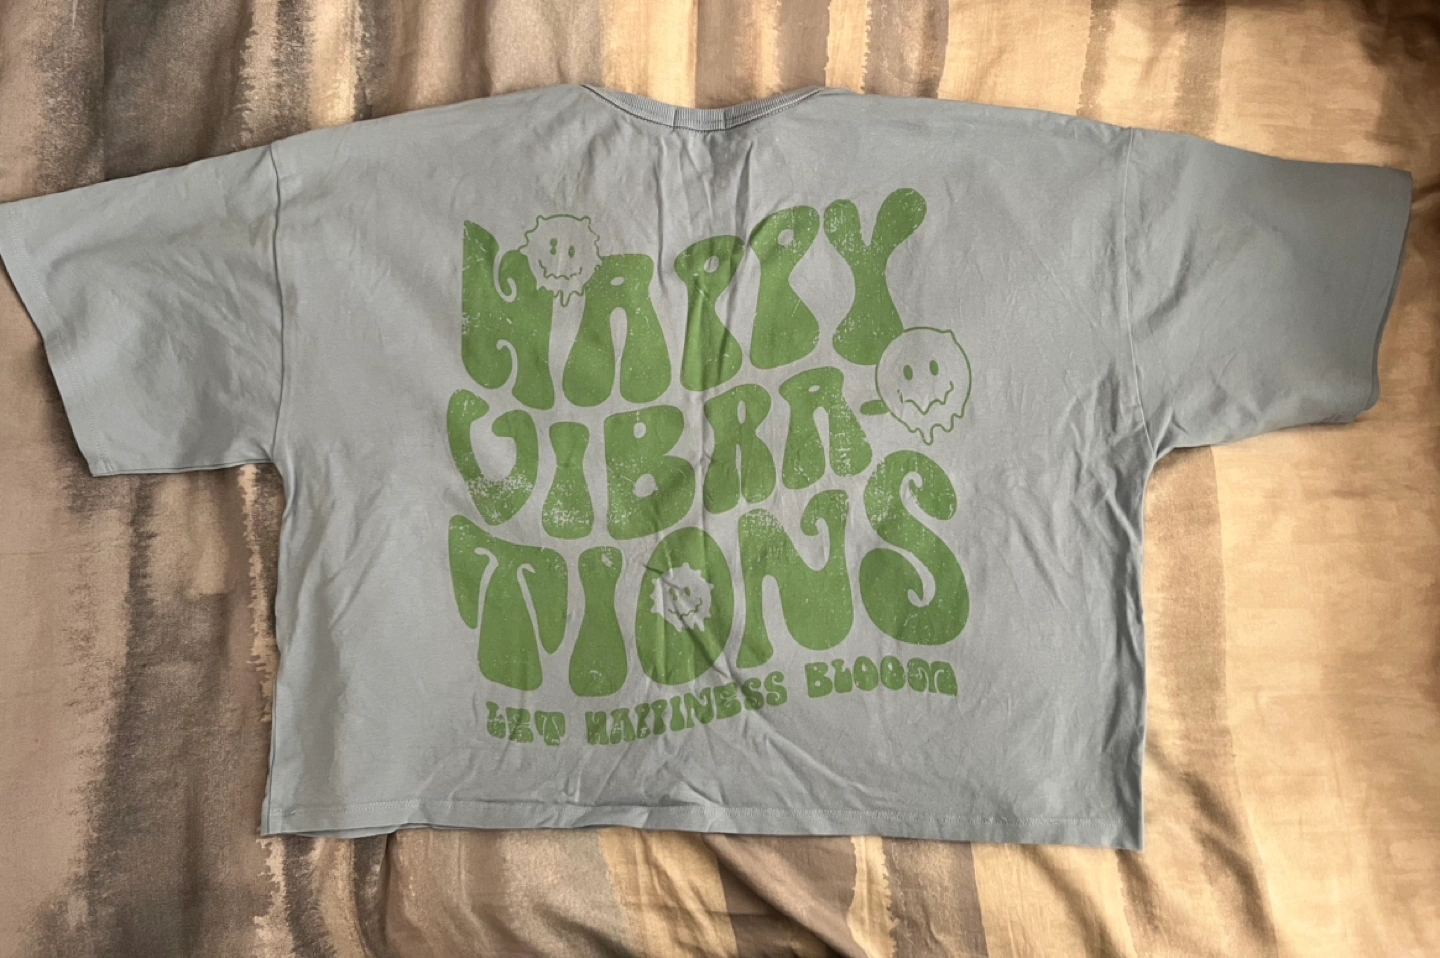 HAPPY
VIBRA-
TIONS
LET HAPPINESS BLOOM